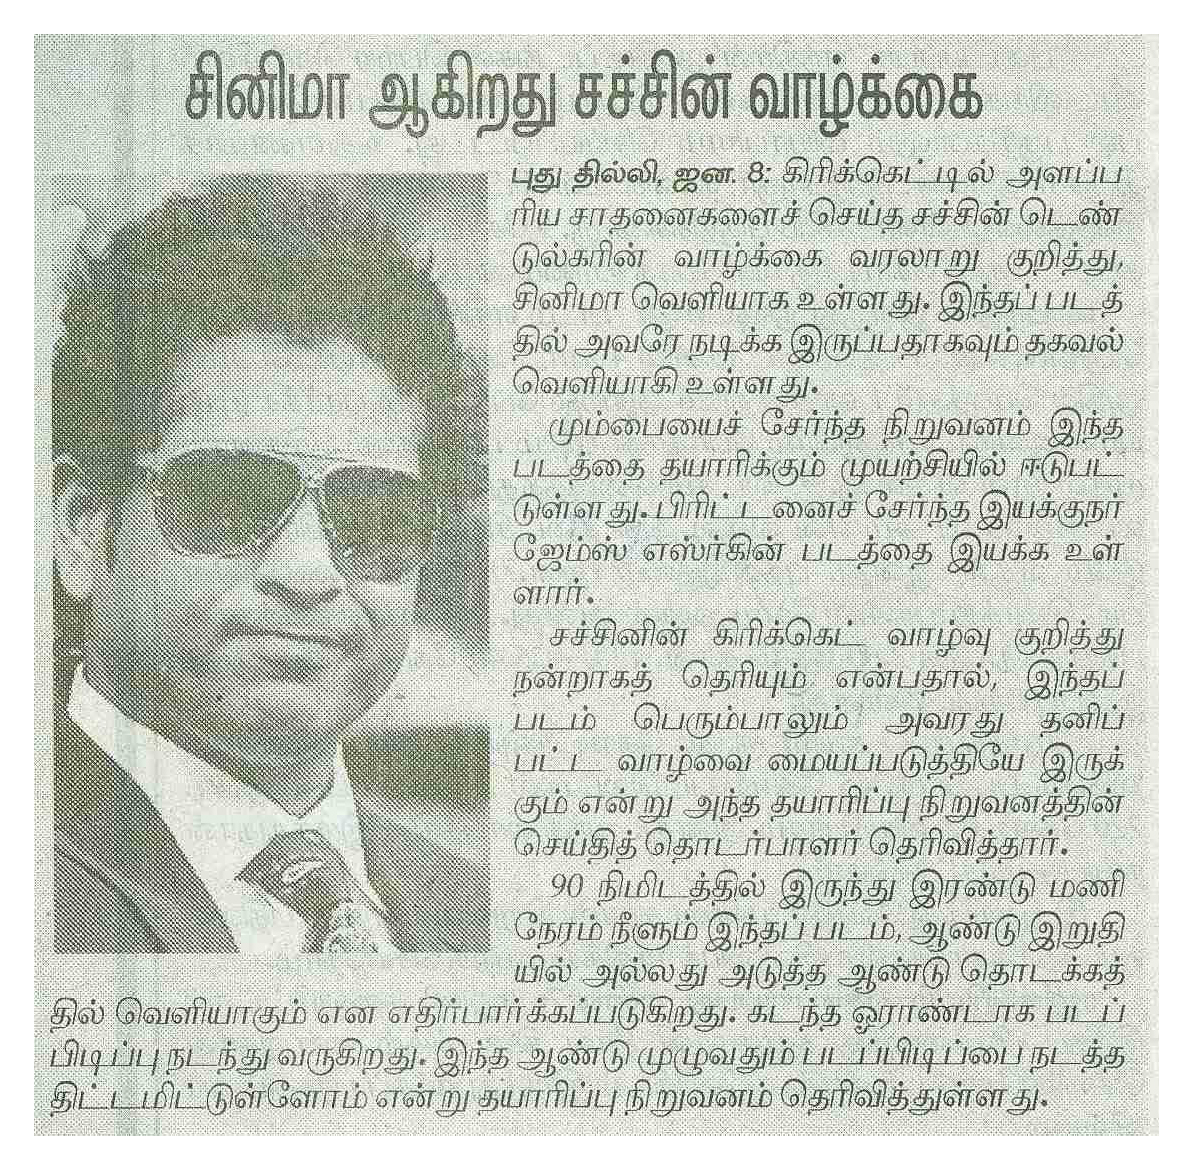 சினிமா ஆகிறது சச்சின் வாழ்க்கை
புது தில்லி, ஜன. 8: கிரிக்கெட்டில் அளப்ப
ரிய சாதனைகளைச் செய்த சச்சின் டெண்
டுல்கரின் வாழ்க்கை வரலாறு குறித்து,
சினிமா வெளியாக உள்ளது. இந்தப் படத்
தில் அவரே நடிக்க இருப்பதாகவும் தகவல்
வெளியாகி உள்ளது.
மும்பையைச் சேர்ந்த நிறுவனம் இந்த
படத்தை தயாரிக்கும் முயற்சியில் ஈடுபட்
டுள்ளது. பிரிட்டனைச் சேர்ந்த இயக்குநர்
ஜேம்ஸ் எஸ்ர்கின் படத்தை இயக்க உள்
ளார்.
சச்சினின் கிரிக்கெட் வாழ்வு குறித்து
நன்றாகத் தெரியும் என்பதால், இந்தப்
படம் பெரும்பாலும் அவரது தனிப்
பட்ட வாழ்வை மையப்படுத்தியே இருக்
கும் என்று அந்த தயாரிப்பு நிறுவனத்தின்
செய்தித் தொடர்பாளர் தெரிவித்தார்.
90 நிமிடத்தில் இருந்து இரண்டு மணி
நேரம் நீளும் இந்தப் படம், ஆண்டு இறுதி
யில் அல்லது அடுத்த ஆண்டு தொடக்கத்
தில் வெளியாகும் என எதிர்பார்க்கப்படுகிறது. கடந்த ஓராண்டாக படப்
பிடிப்பு நடந்து வருகிறது. இந்த ஆண்டு முழுவதும் படப்பிடிப்பை நடத்த
திட்டமிட்டுள்ளோம் என்று தயாரிப்பு நிறுவனம் தெரிவித்துள்ளது.